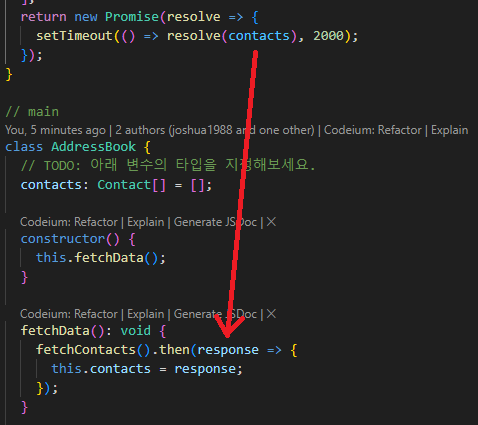 };
return new Promise(resolve => {
setTimeout(() => resolve(contacts), 2000);
});
}
// main
You, 5 minutes ago | 2 authors (joshua1988 and one other) | Codeium: Refactor | Explain
class AddressBook {
// TODO: 아래 변수의 타입을 지정해보세요.
contacts: Contact[] = [];
Codeium: Refactor | Explain | Generate JSDoc | ×
constructor() {
this.fetchData();
}
Codeium: Refactor | Explain | Generate JSDoc | ×
fetchData(): void {
fetchContacts().then(response => {
this.contacts = response;
});
}